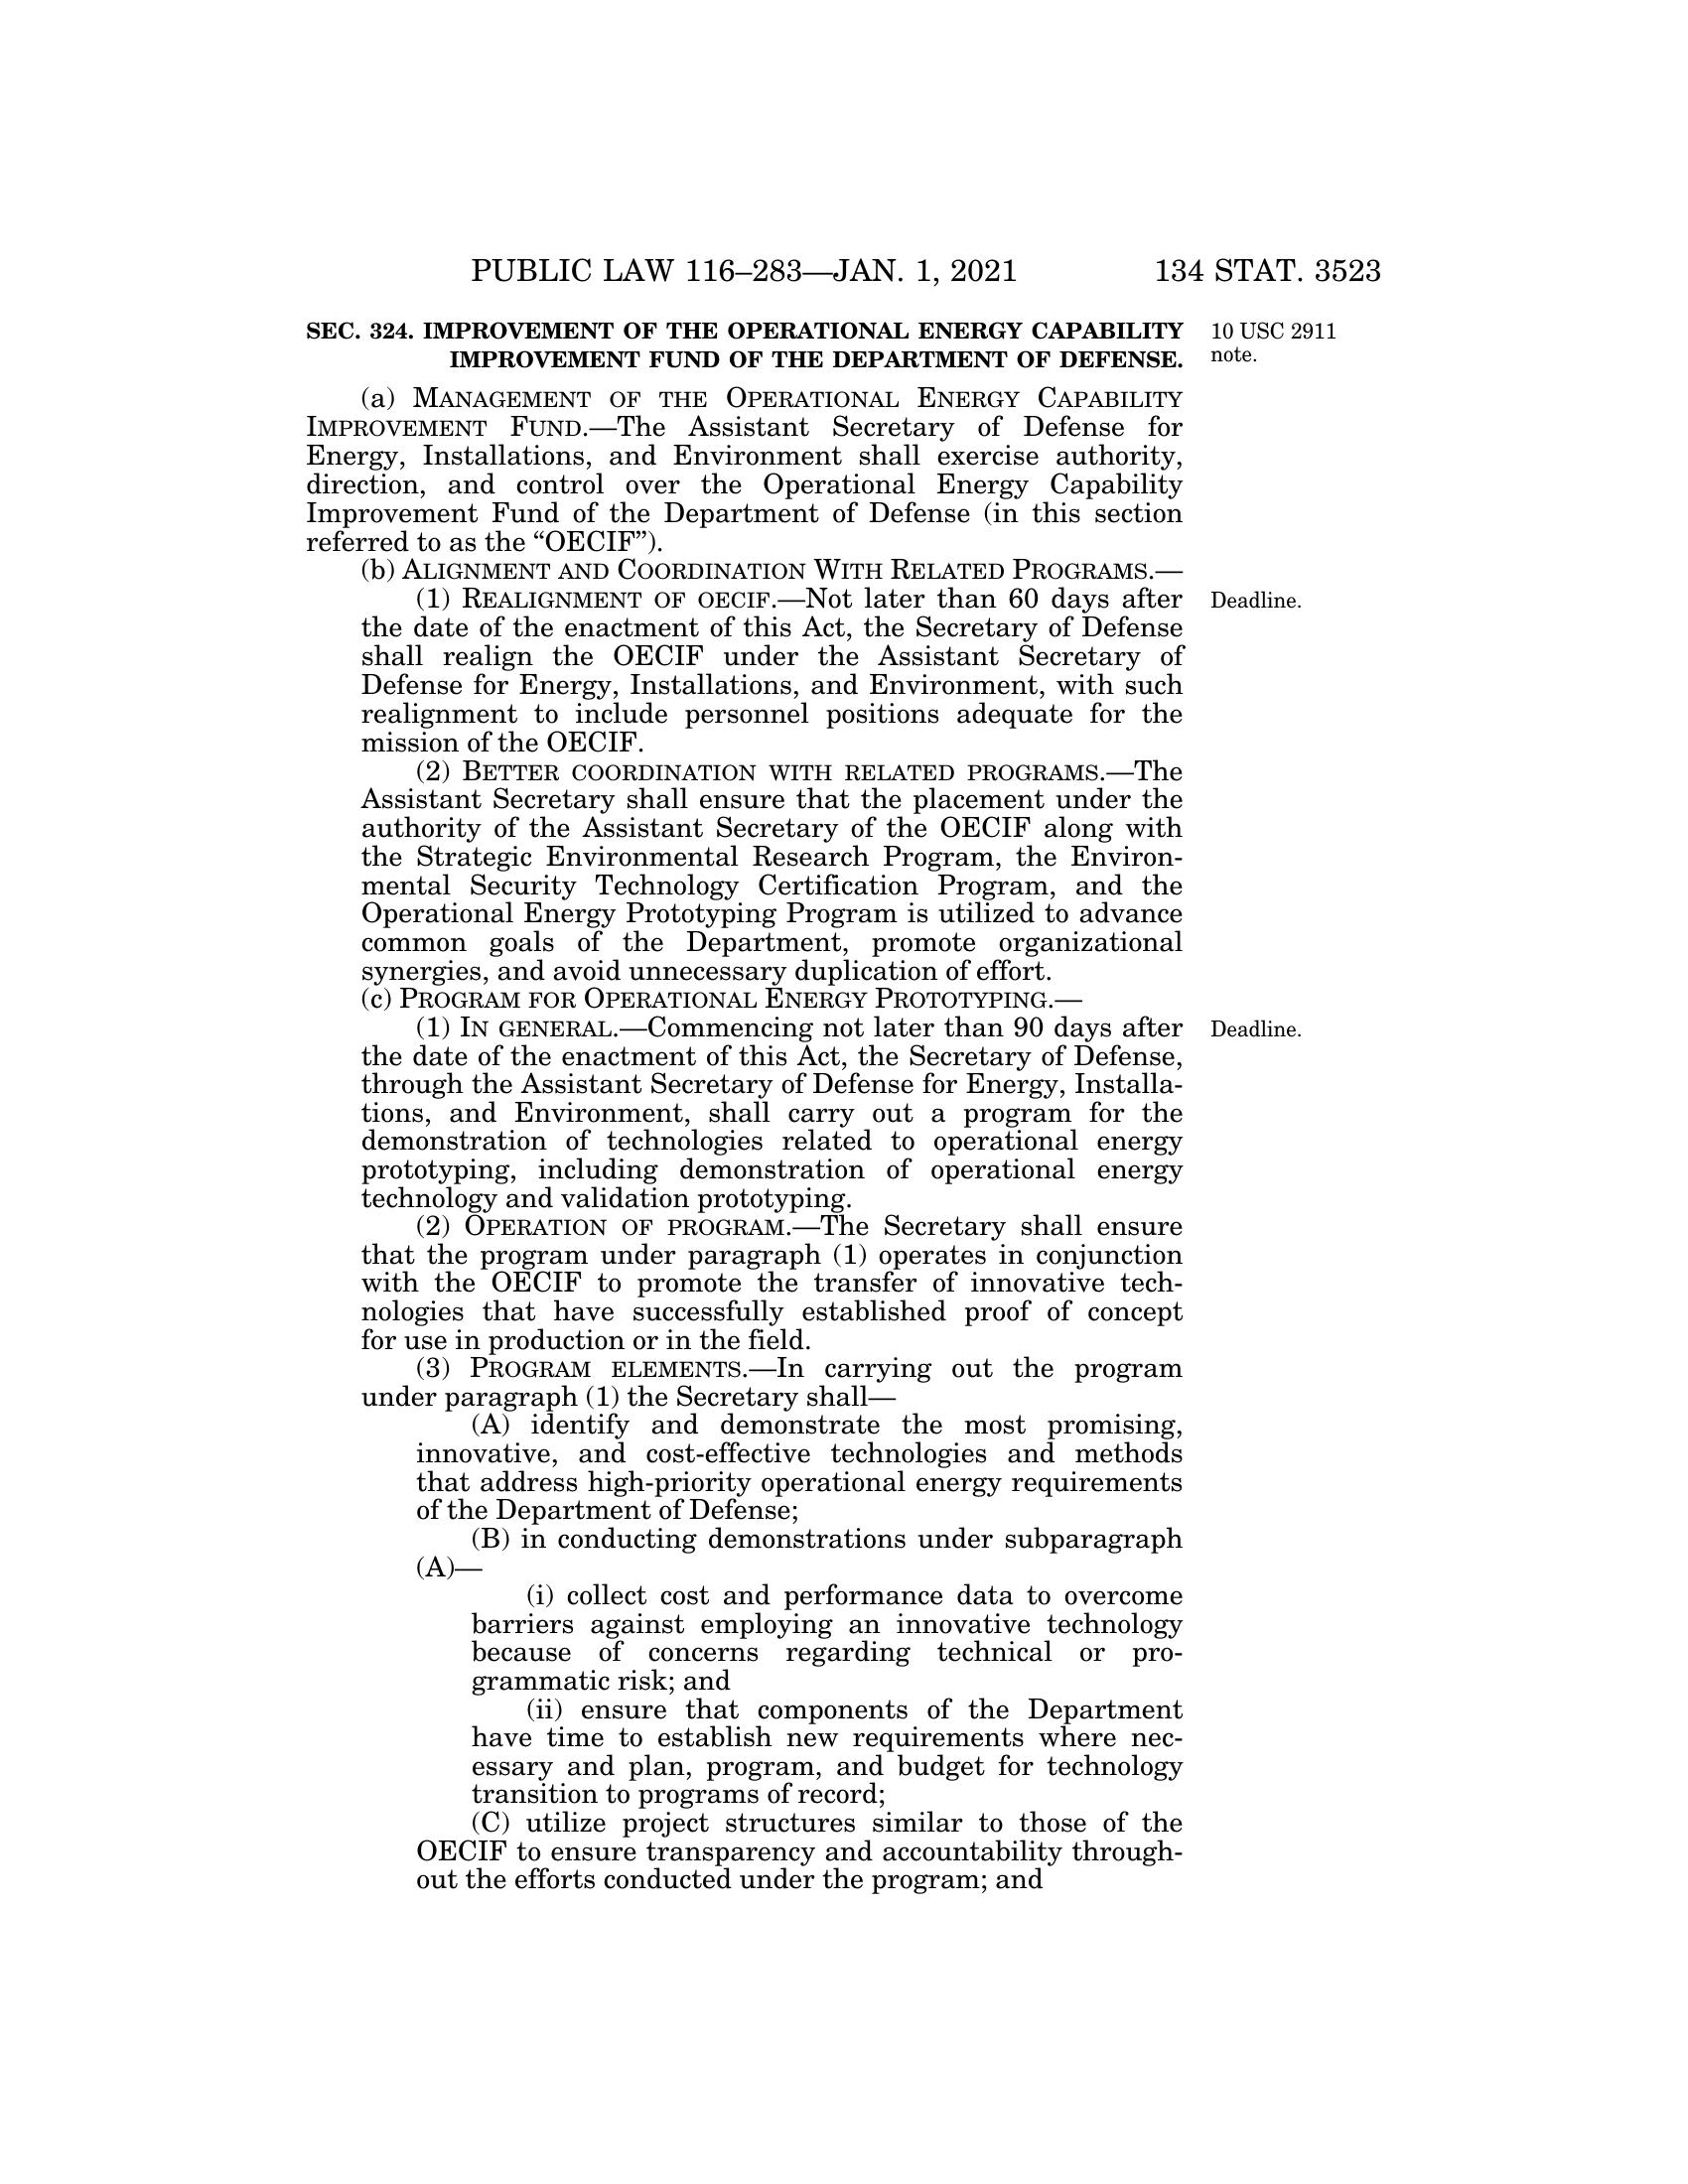 PUBLIC LAW 116–283—JAN. 1, 2021 134 STAT. 3523
SEC. 324. IMPROVEMENT OF THE OPERATIONAL ENERGY CAPABILITY
IMPROVEMENT FUND OF THE DEPARTMENT OF DEFENSE.
10 USC 2911
note.
(a) MANAGEMENT OF THE OPERATIONAL ENERGY CAPABILITY
IMPROVEMENT FUND.—The Assistant Secretary of Defense for
Energy, Installations, and Environment shall exercise authority,
direction, and control over the Operational Energy Capability
Improvement Fund of the Department of Defense (in this section
referred to as the “OECIF”).
(b) ALIGNMENT AND COORDINATION WITH RELATED PROGRAMS.—
(1) REALIGNMENT OF OECIF.—Not later than 60 days after
Deadline.
the date of the enactment of this Act, the Secretary of Defense
shall realign the OECIF under the Assistant Secretary of
Defense for Energy, Installations, and Environment, with such
realignment to include personnel positions adequate for the
mission of the OECIF.
(2) BETTER COORDINATION WITH RELATED PROGRAMS.—The
Assistant Secretary shall ensure that the placement under the
authority of the Assistant Secretary of the OECIF along with
the Strategic Environmental Research Program, the Environ-
mental Security Technology Certification Program, and the
Operational Energy Prototyping Program is utilized to advance
common goals of the Department, promote organizational
synergies, and avoid unnecessary duplication of effort.
(c) PROGRAM FOR OPERATIONAL ENERGY PROTOTYPING.—
(1) IN GENERAL.—Commencing not later than 90 days after
Deadline.
the date of the enactment of this Act, the Secretary of Defense,
through the Assistant Secretary of Defense for Energy, Installa-
tions, and Environment, shall carry out a program for the
demonstration of technologies related to operational energy
prototyping, including demonstration of operational energy
technology and validation prototyping.
(2) OPERATION OF PROGRAM.—The Secretary shall ensure
that the program under paragraph (1) operates in conjunction
with the OECIF to promote the transfer of innovative tech-
nologies that have successfully established proof of concept
for use in production or in the field.
(3) PROGRAM ELEMENTS.—In carrying out the program
under paragraph (1) the Secretary shall—
(A) identify and demonstrate the most promising,
innovative, and cost-effective technologies and methods
that address high-priority operational energy requirements
of the Department of Defense;
(B) in conducting demonstrations under subparagraph
(A)—
(i) collect cost and performance data to overcome
barriers against employing an innovative technology
because of concerns regarding technical or pro-
grammatic risk; and
(ii) ensure that components of the Department
have time to establish new requirements where nec-
essary and plan, program, and budget for technology
transition to programs of record;
(C) utilize project structures similar to those of the
OECIF to ensure transparency and accountability through-
out the efforts conducted under the program; and